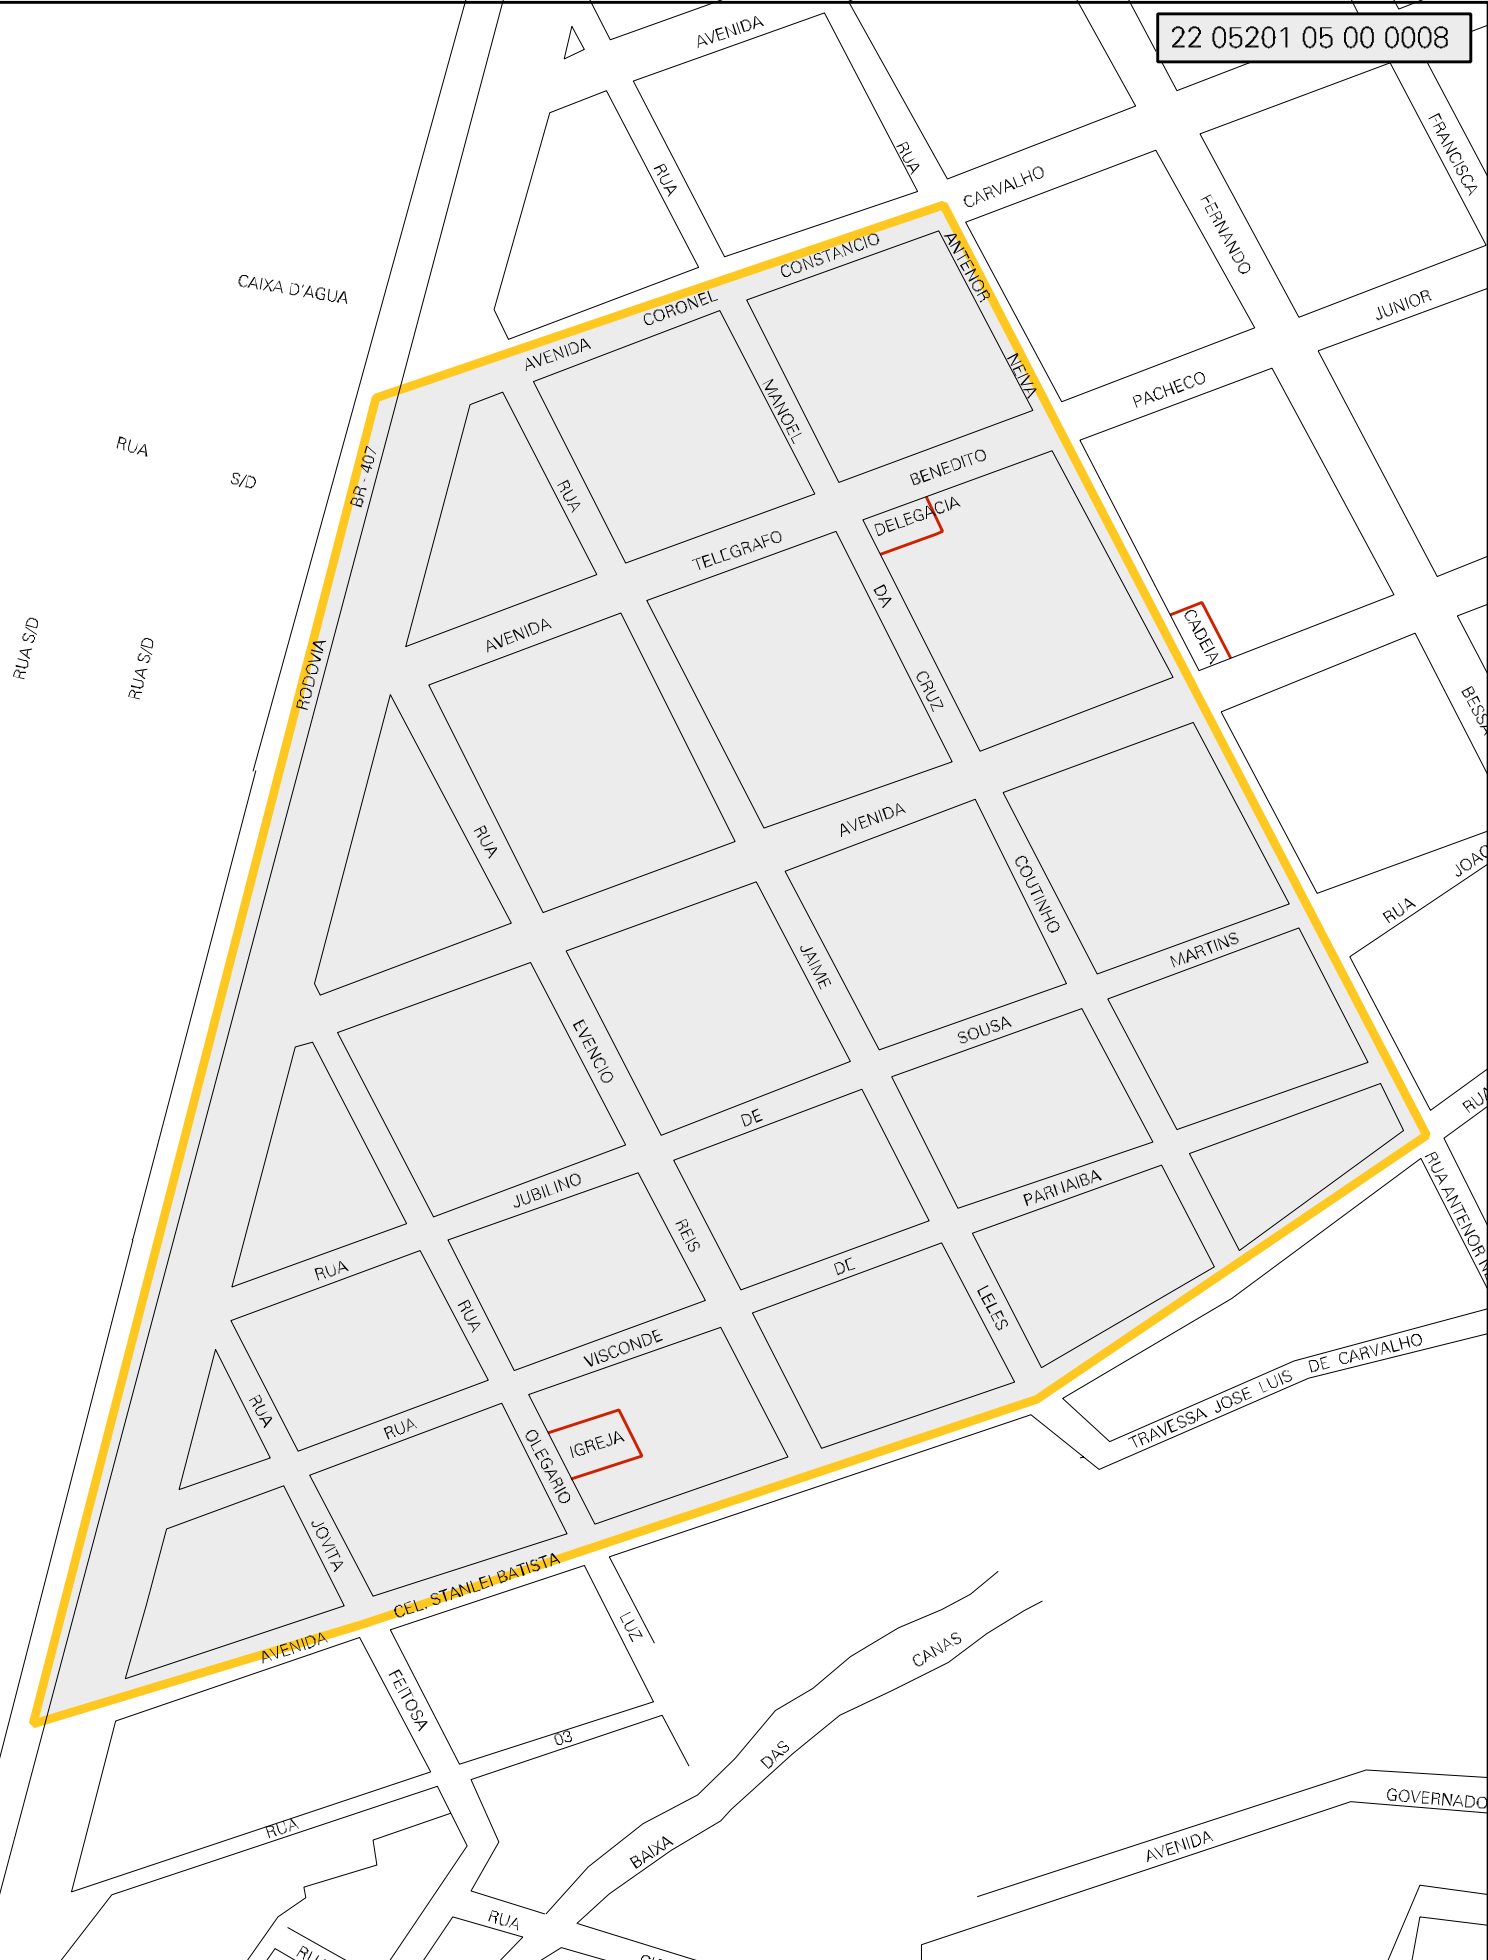 22 05201 05 00 0008
AVENIDA
FRANCISCA
RUA
RUA
CARVALHO
FERNANDO
CONSTANCIO
ANTENOR
CAIXA D'AGUA
CORONEL
JUNIOR
AVENIDA
NEIVA
PACHECO
MANOEL
RUA
BR - 407
BENEDITO
S/D
RUA
DELEGACIA
TELEGRAFO
DA
AVENIDA
CADEIA
RUA S/D
RUA S/D
RODOVIA
CRUZ
BESSA
AVENIDA
RUA
JOAO
COUTINHO
RUA
MARTINS
JAIME
SOUSA
EVENCIO
RUA
DE
PARNAIBA
JUBILINO
RUA ANTENOR
REIS
RUA
DE
LELES
RUA
VISCONDE
TRAVESSA JOSE LUIS DE CARVALHO
RUA
RUA
OLEGARIO
IGREJA
JOVITA
CEL. STANLEI BATISTA
AVENIDA
LUZ
CANAS
FEITOSA
03
DAS
GOVERNADO
RUA
AVENIDA
BAIXA
RUA